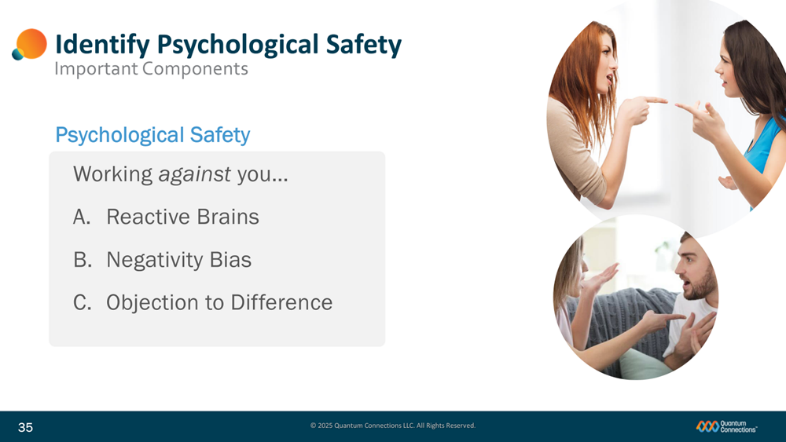 Identify Psychological Safety
Important Components
Psychological Safety
Working against you...
A. Reactive Brains
B. Negativity Bias
C. Objection to Difference
35
© 2025 Quantum Connections LLC. All Rights Reserved.
Quantum
Connections™